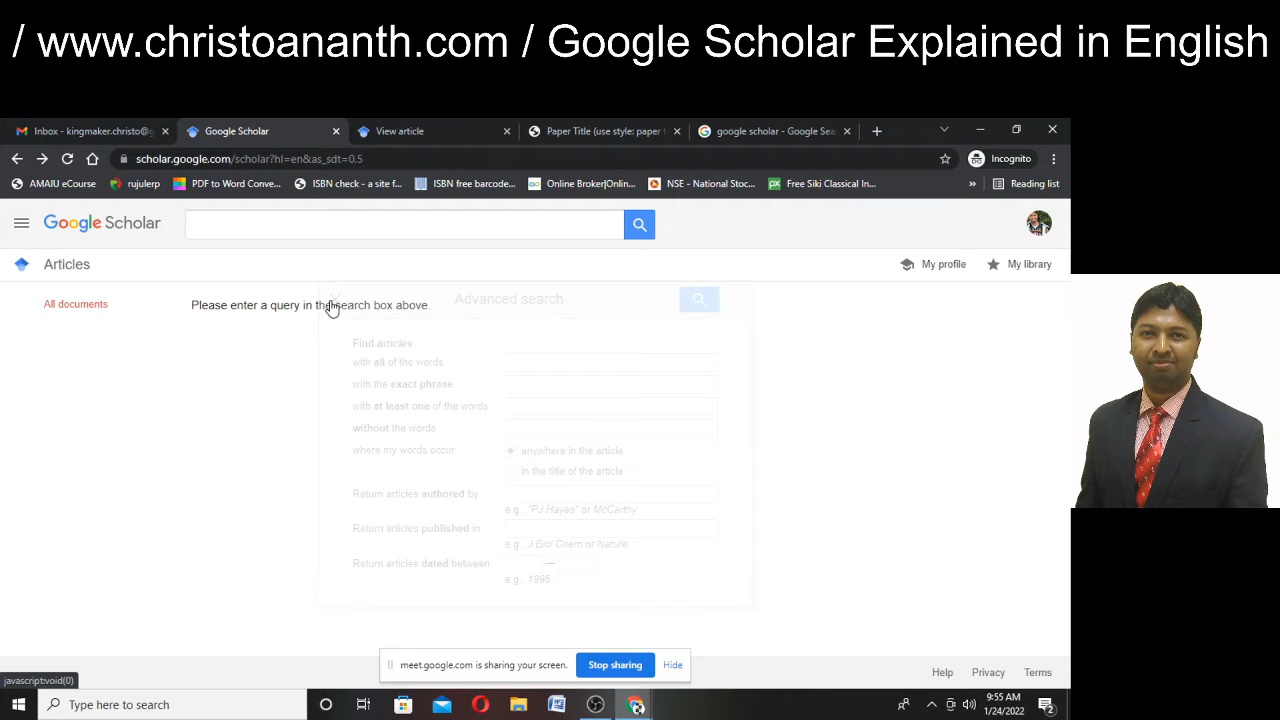 / www.christoananth.com / Google Scholar Explained in English
Inbox - kingmaker.christo@g
Google Scholar
View article
Paper Title (use style: paper t
google scholar - Google Sea
scholar.google.com/scholar?hl=en&as_sdt=0,5
Incognito
AMAIU eCourse
rujulerp
PDF to Word Conve...
ISBN check - a site f...
ISBN free barcode...
Online Broker|Onlin...
NSE - National Stoc...
Free Siki Classical In...
»
Reading list
Google Scholar
Articles
My profile
My library
All documents
Please enter a query in the search box above.
Advanced search
Find articles
with all of the words
with the exact phrase
with at least one of the words
without the words
where my words occur
anywhere in the article
in the title of the article
Return articles authored by
e.g., "PJ Hayes" or McCarthy
Return articles published in
e.g., J Biol Chem or Nature
Return articles dated between
—
e.g., 1996
meet.google.com is sharing your screen.
Stop sharing
Hide
Help
Privacy
Terms
javascript:void(0)
Type here to search
9:55 AM
1/24/2022
2